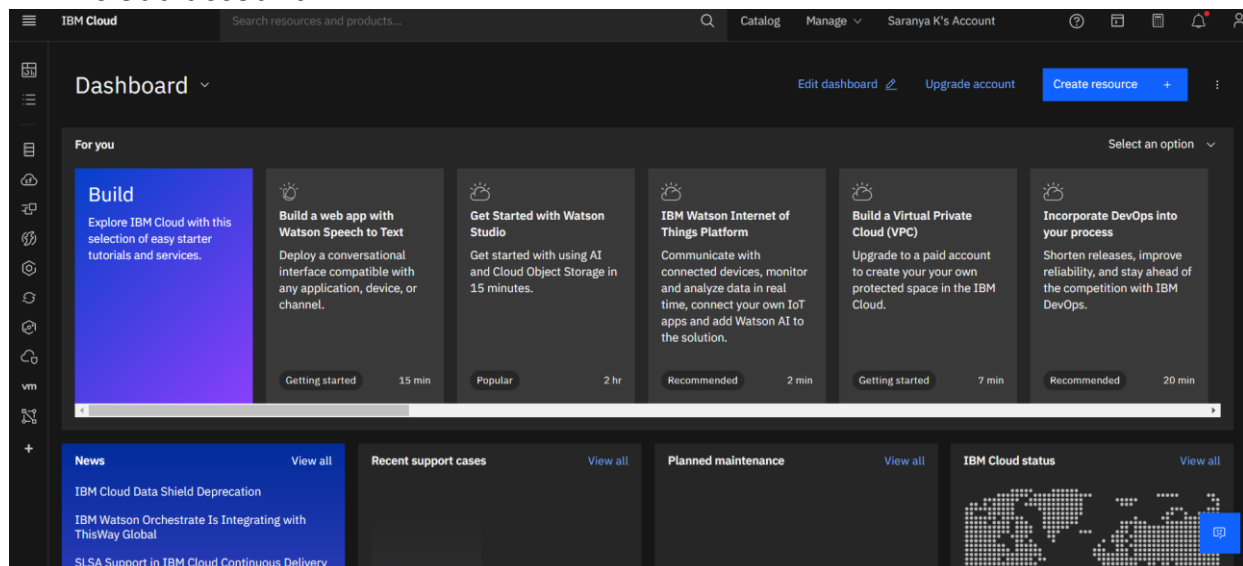 IBM Cloud
Search resources and products...
Catalog
Manage
Saranya K's Account
Dashboard
Edit dashboard
Upgrade account
Create resource +
For you
Select an option
Build
Explore IBM Cloud with this
selection of easy starter
tutorials and services.
Build a web app with
Watson Speech to Text
Deploy a conversational
interface compatible with
any application, device, or
channel.
Getting started
15 min
Get Started with Watson
Studio
Get started with using AI
and Cloud Object Storage in
15 minutes.
Popular
2 hr
IBM Watson Internet of
Things Platform
Communicate with
connected devices, monitor
and analyze data in real
time, connect your own IoT
apps and add Watson AI to
the solution.
Recommended
2 min
Build a Virtual Private
Cloud (VPC)
Upgrade to a paid account
to create your your own
protected space in the IBM
Cloud.
Getting started
7 min
Incorporate DevOps into
your process
Shorten releases, improve
reliability, and stay ahead of
the competition with IBM
DevOps.
Recommended
20 min
vm
News
View all
IBM Cloud Data Shield Deprecation
IBM Watson Orchestrate Is Integrating with
ThisWay Global
SLSA Support in IBM Cloud Continuous Delivery
Recent support cases
View all
Planned maintenance
View all
IBM Cloud status
View all